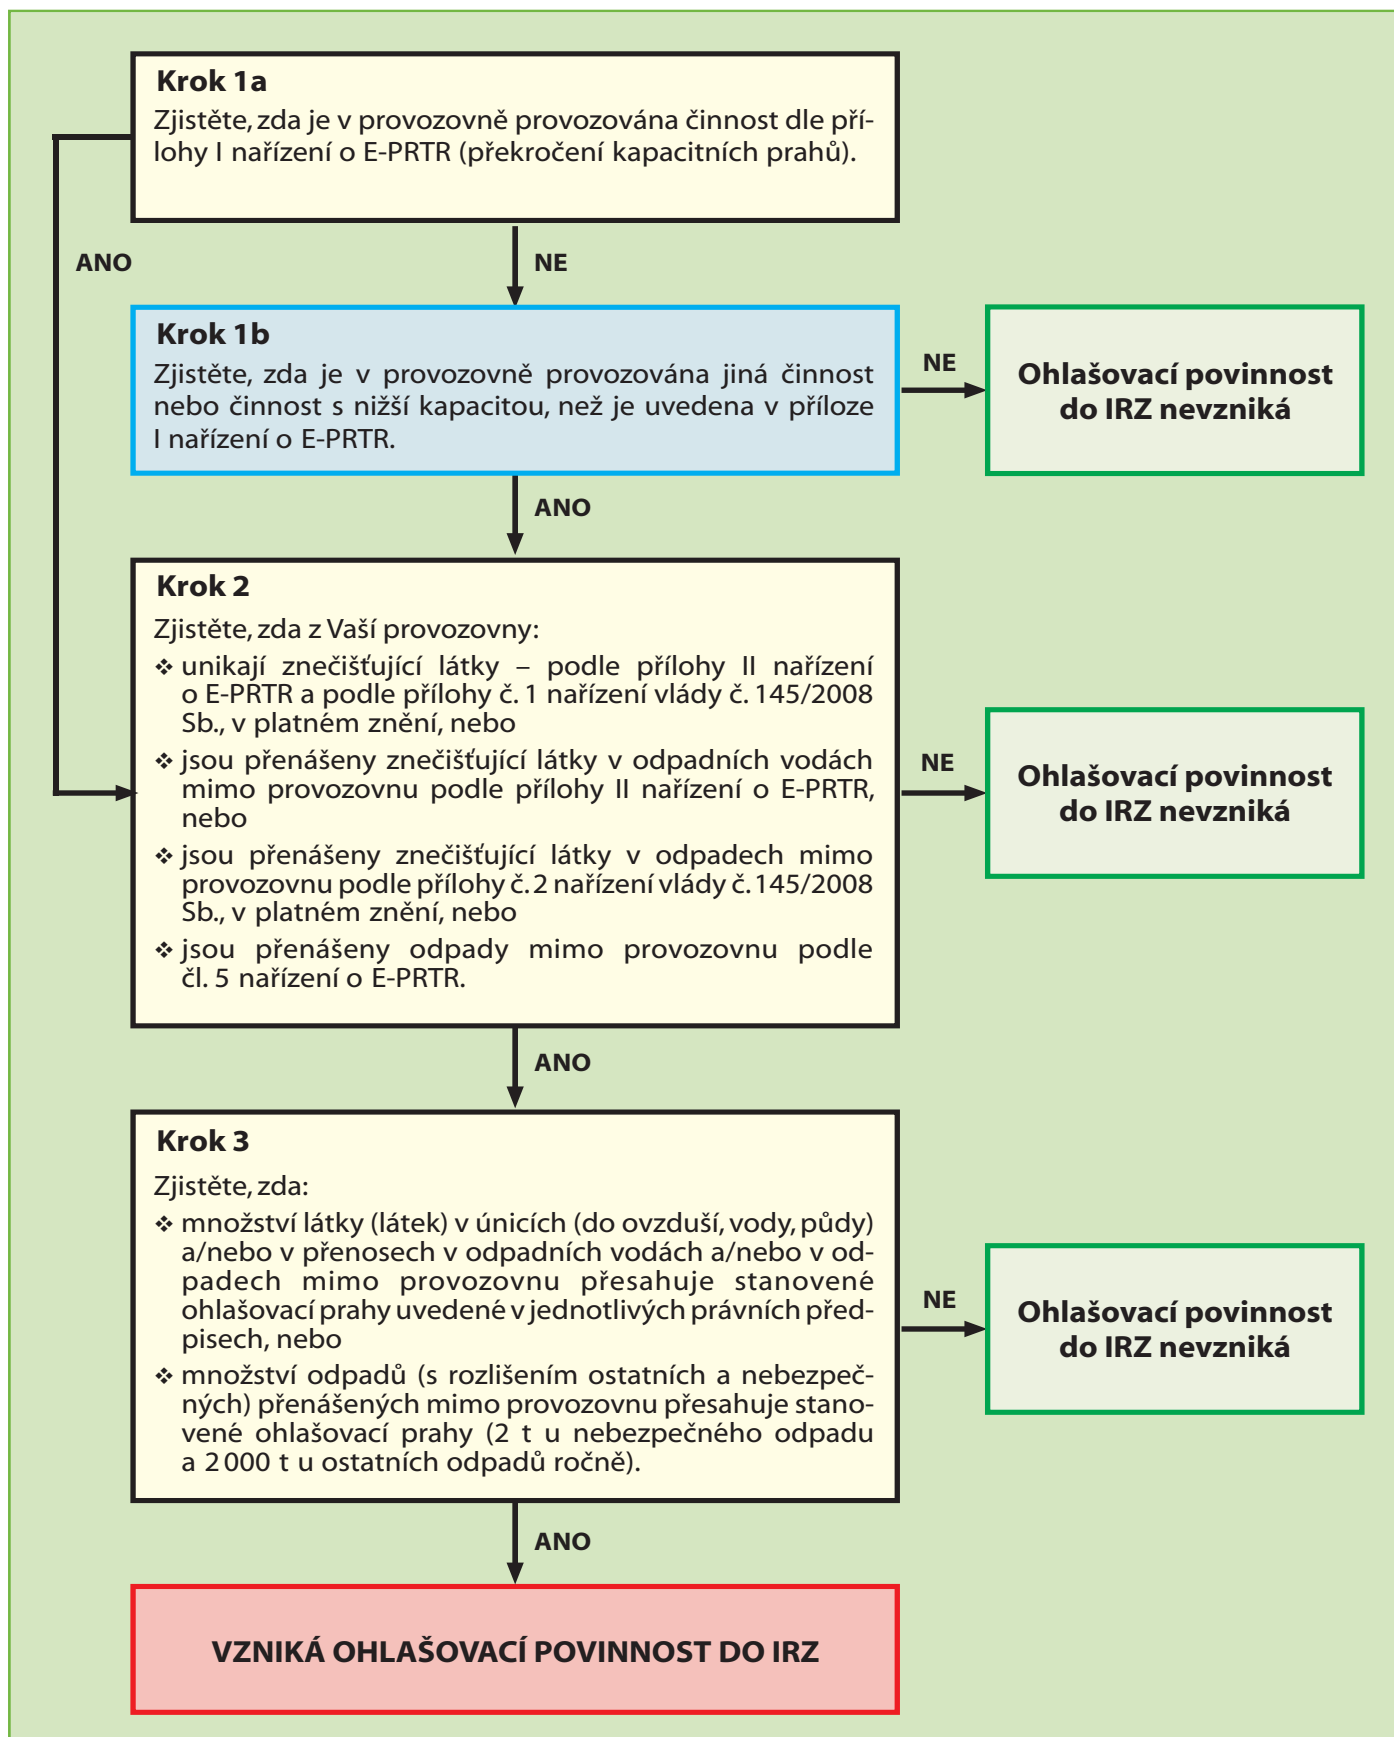 Krok 1a
Zjistěte, zda je v provozovně provozována činnost dle pří-
lohy I nařízení o E-PRTR (překročení kapacitních prahů).
ANO
NE
Krok 1b
Zjistěte, zda je v provozovně provozována jiná činnost
nebo činnost s nižší kapacitou, než je uvedena v příloze
I nařízení o E-PRTR.
NE
Ohlašovací povinnost
do IRZ nevzniká
ANO
Krok 2
Zjistěte, zda z Vaší provozovny:
❖ unikají znečišťující látky – podle přílohy II nařízení
o E-PRTR a podle přílohy č. 1 nařízení vlády č. 145/2008
Sb., v platném znění, nebo
❖ jsou přenášeny znečišťující látky v odpadních vodách
mimo provozovnu podle přílohy II nařízení o E-PRTR,
nebo
❖ jsou přenášeny znečišťující látky v odpadech mimo
provozovnu podle přílohy č. 2 nařízení vlády č. 145/2008
Sb., v platném znění, nebo
❖ jsou přenášeny odpady mimo provozovnu podle
čl. 5 nařízení o E-PRTR.
NE
Ohlašovací povinnost
do IRZ nevzniká
ANO
Krok 3
Zjistěte, zda:
❖ množství látky (látek) v únicích (do ovzduší, vody, půdy)
a/nebo v přenosech v odpadních vodách a/nebo v od-
padech mimo provozovnu přesahuje stanovené
ohlašovací prahy uvedené v jednotlivých právních před-
pisech, nebo
❖ množství odpadů (s rozlišením ostatních a nebezpeč-
ných) přenášených mimo provozovnu přesahuje stano-
vené ohlašovací prahy (2 t u nebezpečného odpadu
a 2 000 t u ostatních odpadů ročně).
NE
Ohlašovací povinnost
do IRZ nevzniká
ANO
VZNIKÁ OHLAŠOVACÍ POVINNOST DO IRZ